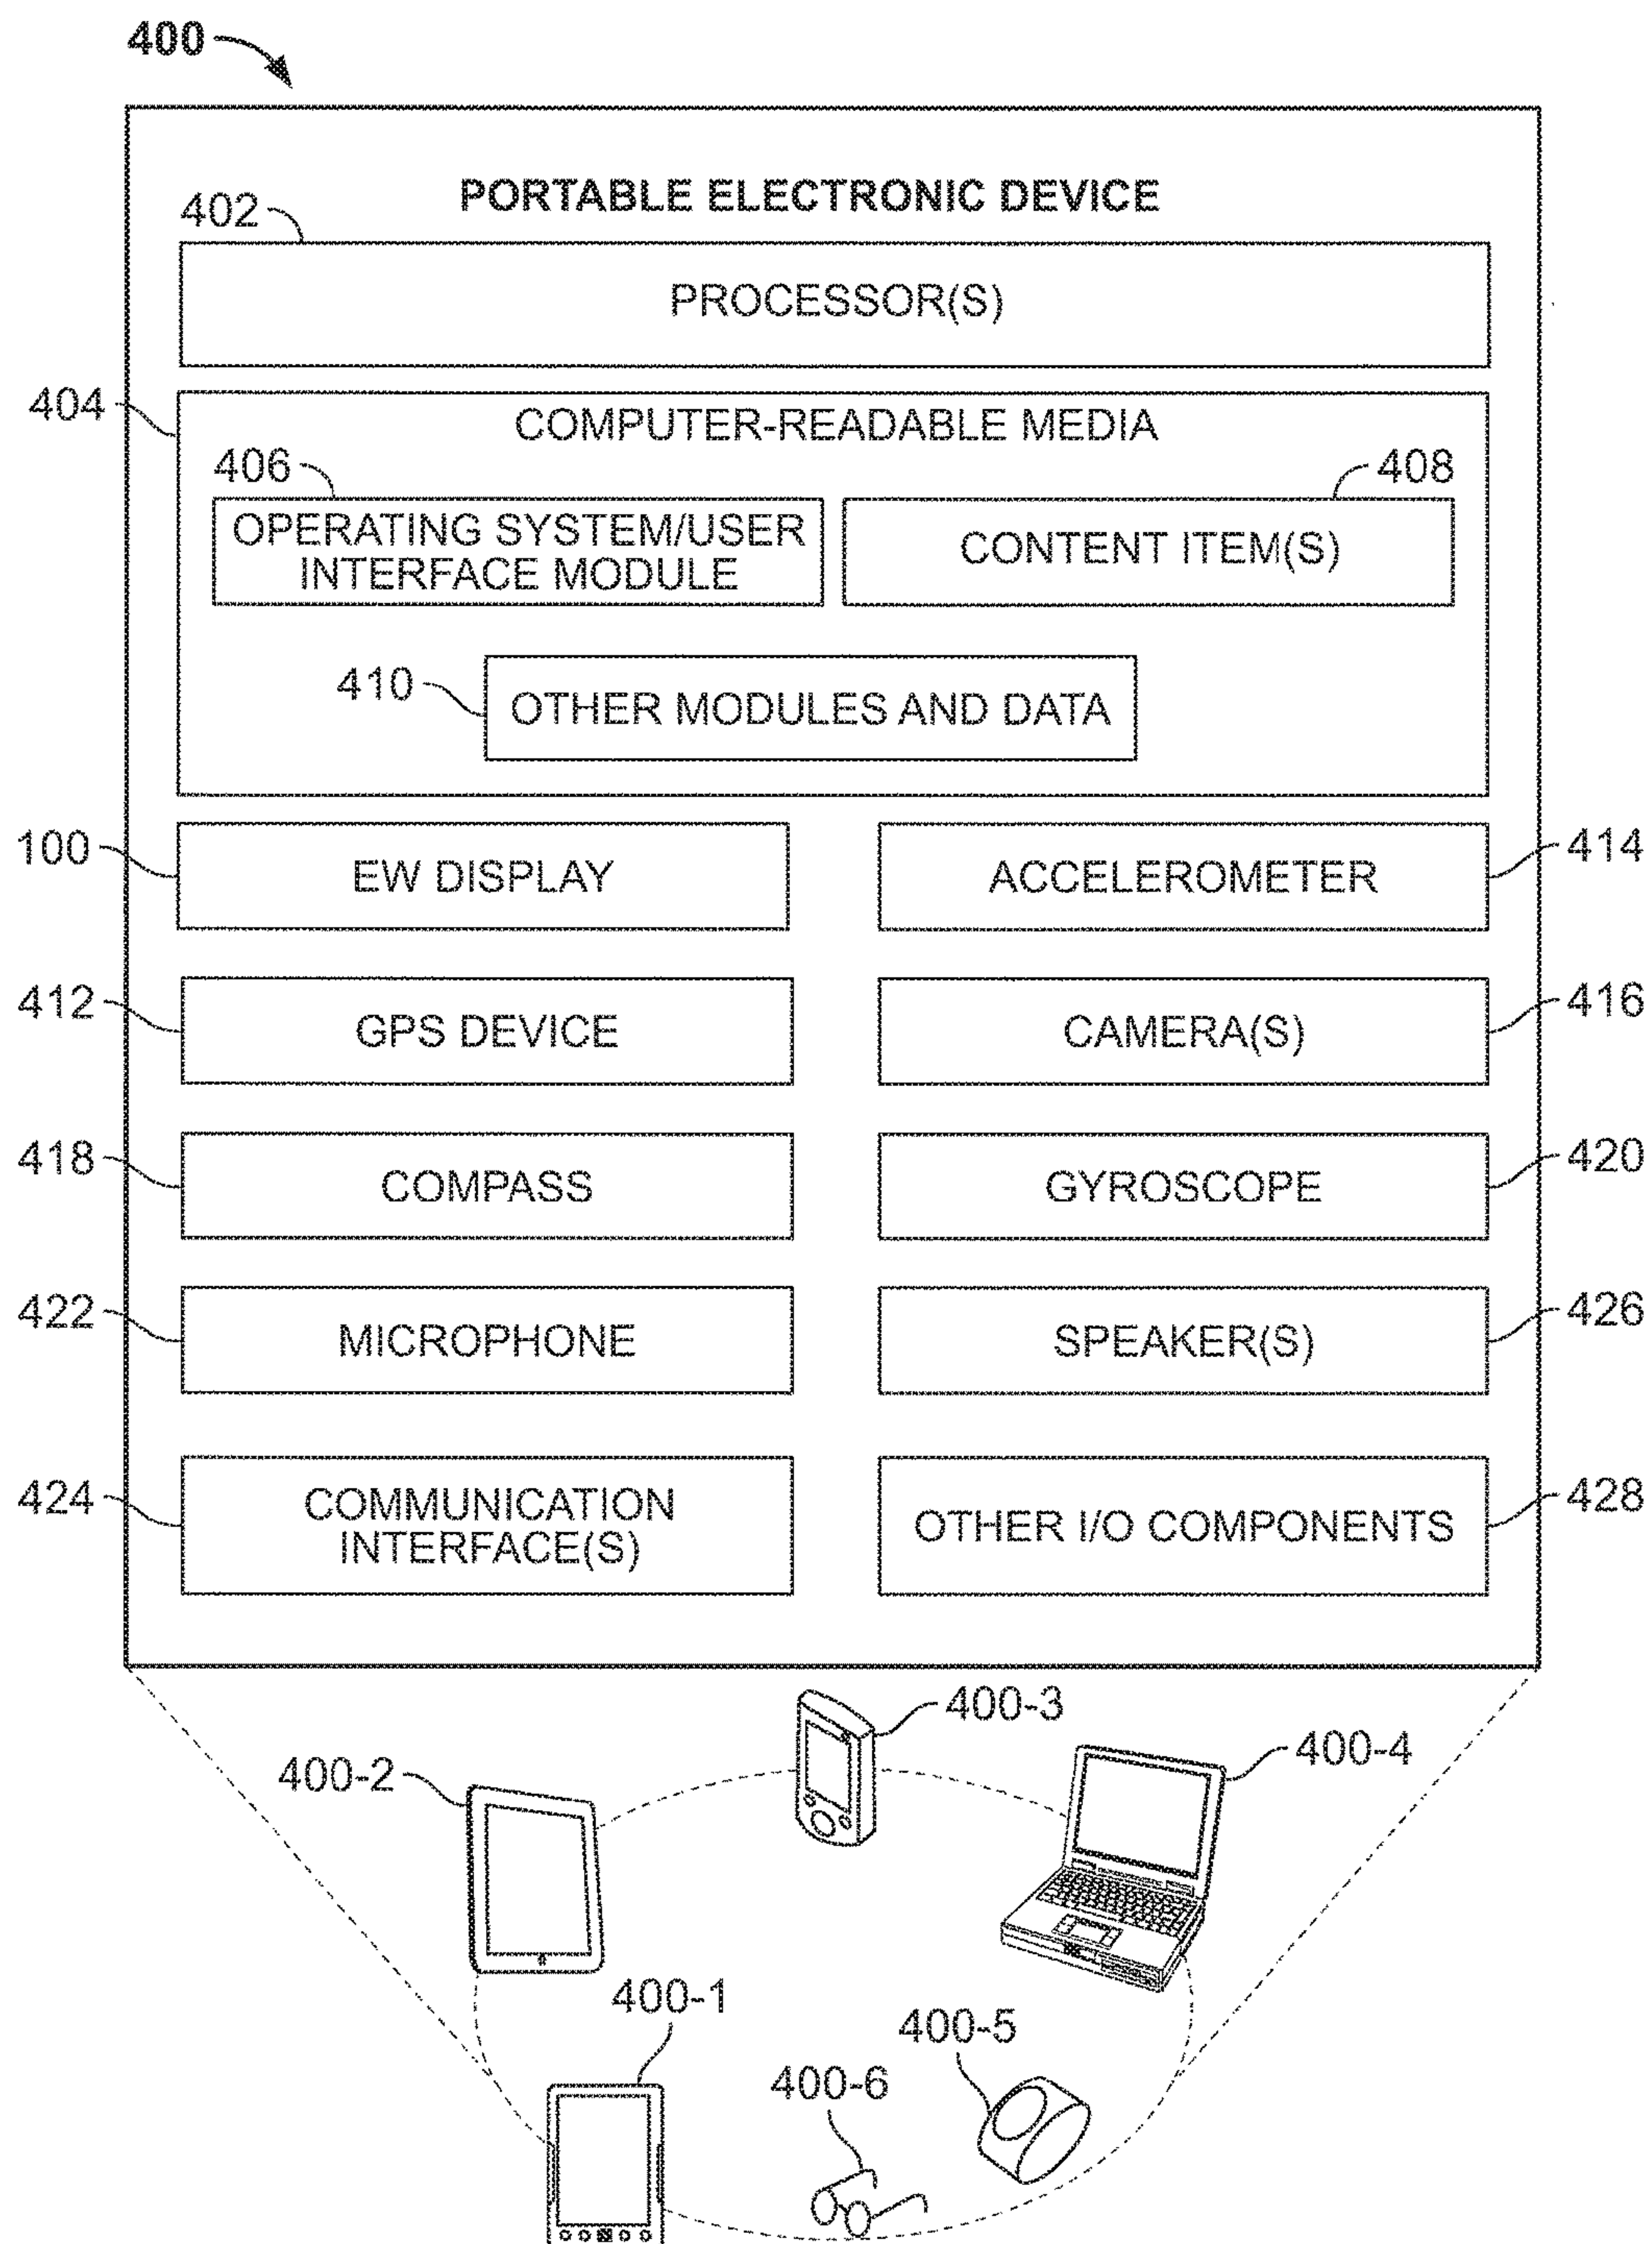 400
PORTABLE ELECTRONIC DEVICE
402
PROCESSOR(S)
404
COMPUTER-READABLE MEDIA
406
408
OPERATING SYSTEM/USER
INTERFACE MODULE
CONTENT ITEM(S)
410
OTHER MODULES AND DATA
100
EW DISPLAY
ACCELEROMETER
414
412
GPS DEVICE
CAMERA(S)
416
418
COMPASS
GYROSCOPE
420
422
MICROPHONE
SPEAKER(S)
426
424
COMMUNICATION
INTERFACE(S)
OTHER I/O COMPONENTS
428
400-3
400-2
400-4
400-1
400-5
400-6